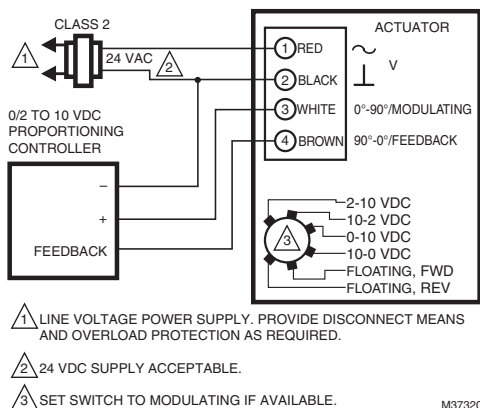 CLASS 2
1
24 VAC
2
0/2 TO 10 VDC
PROPORTIONING
CONTROLLER
–
+
FEEDBACK
ACTUATOR
1 RED
V
2 BLACK
3 WHITE 0°-90°/MODULATING
4 BROWN 90°-0°/FEEDBACK
3
2-10 VDC
10-2 VDC
0-10 VDC
10-0 VDC
FLOATING, FWD
FLOATING, REV
1 LINE VOLTAGE POWER SUPPLY. PROVIDE DISCONNECT MEANS
AND OVERLOAD PROTECTION AS REQUIRED.
2 24 VDC SUPPLY ACCEPTABLE.
3 SET SWITCH TO MODULATING IF AVAILABLE.
M37320